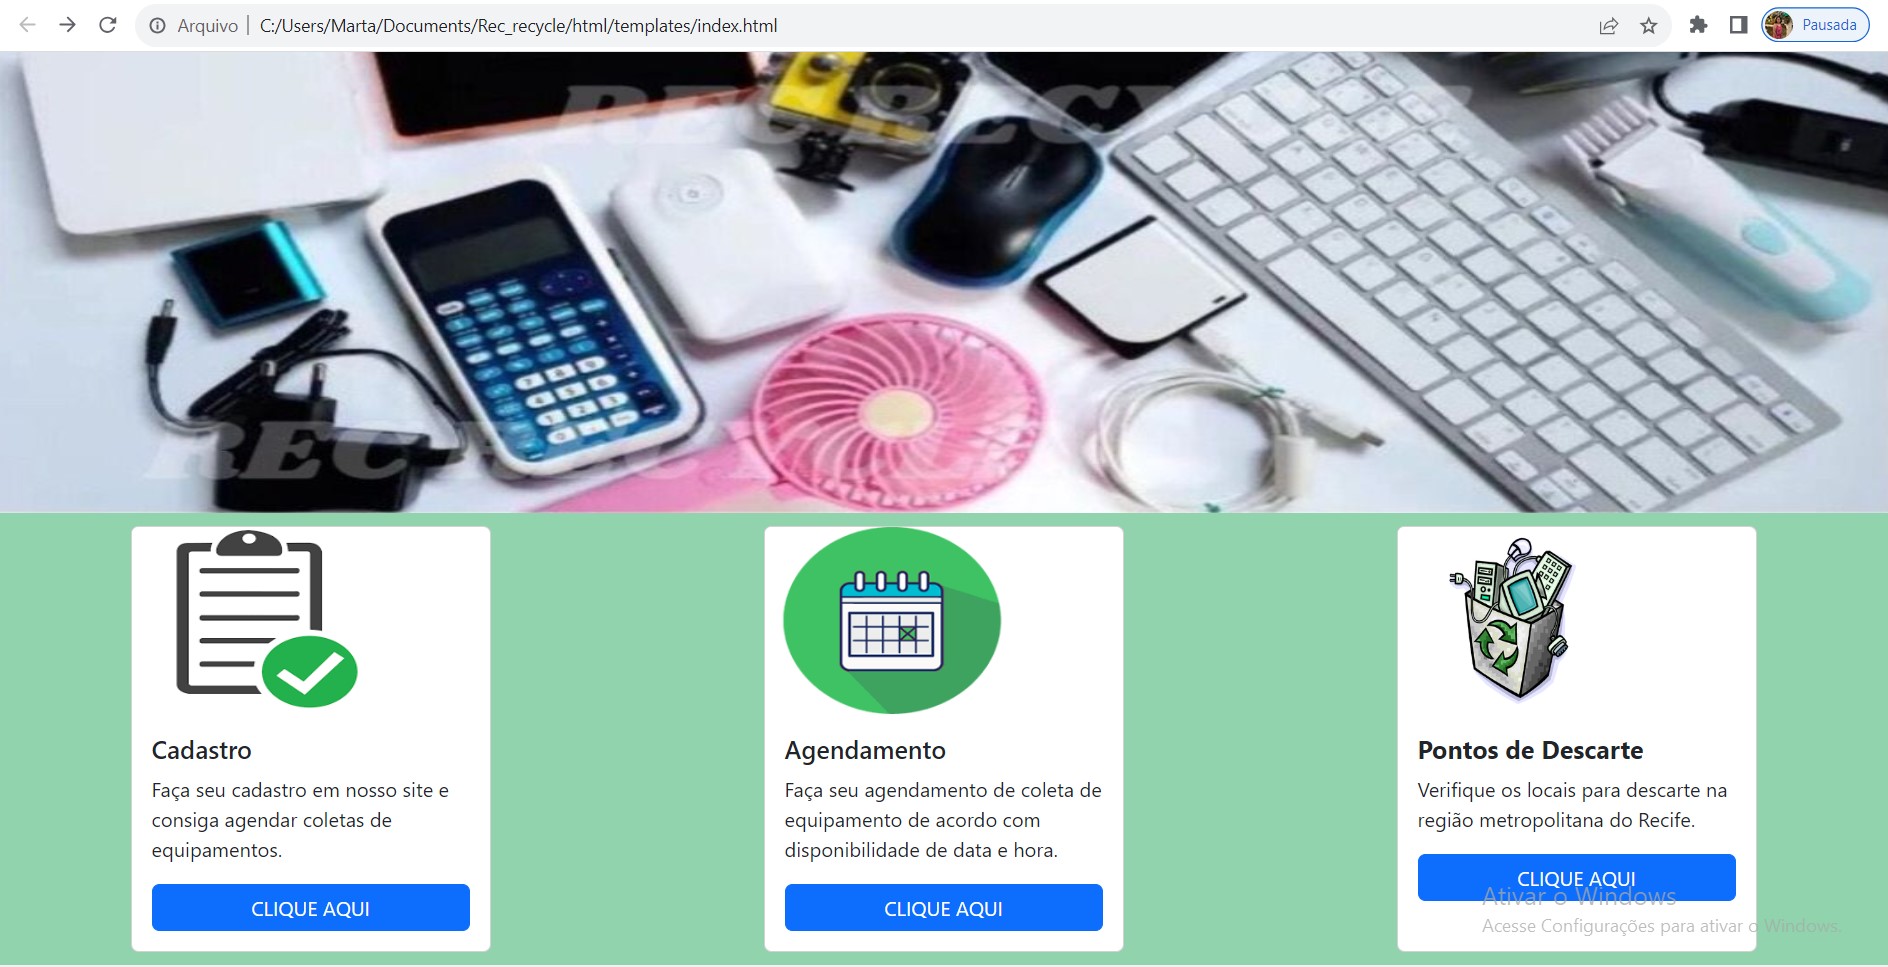 Arquivo | C:/Users/Marta/Documents/Rec_recycle/html/templates/index.html
Pausada
REC RECYCLE
REC RECYCLE
Cadastro
Faça seu cadastro em nosso site e
consiga agendar coletas de
equipamentos.
CLIQUE AQUI
Agendamento
Faça seu agendamento de coleta de
equipamento de acordo com
disponibilidade de data e hora.
CLIQUE AQUI
Pontos de Descarte
Verifique os locais para descarte na
região metropolitana do Recife.
CLIQUE AQUI
Ativar o Windows
Acesse Configurações para ativar o Windows.